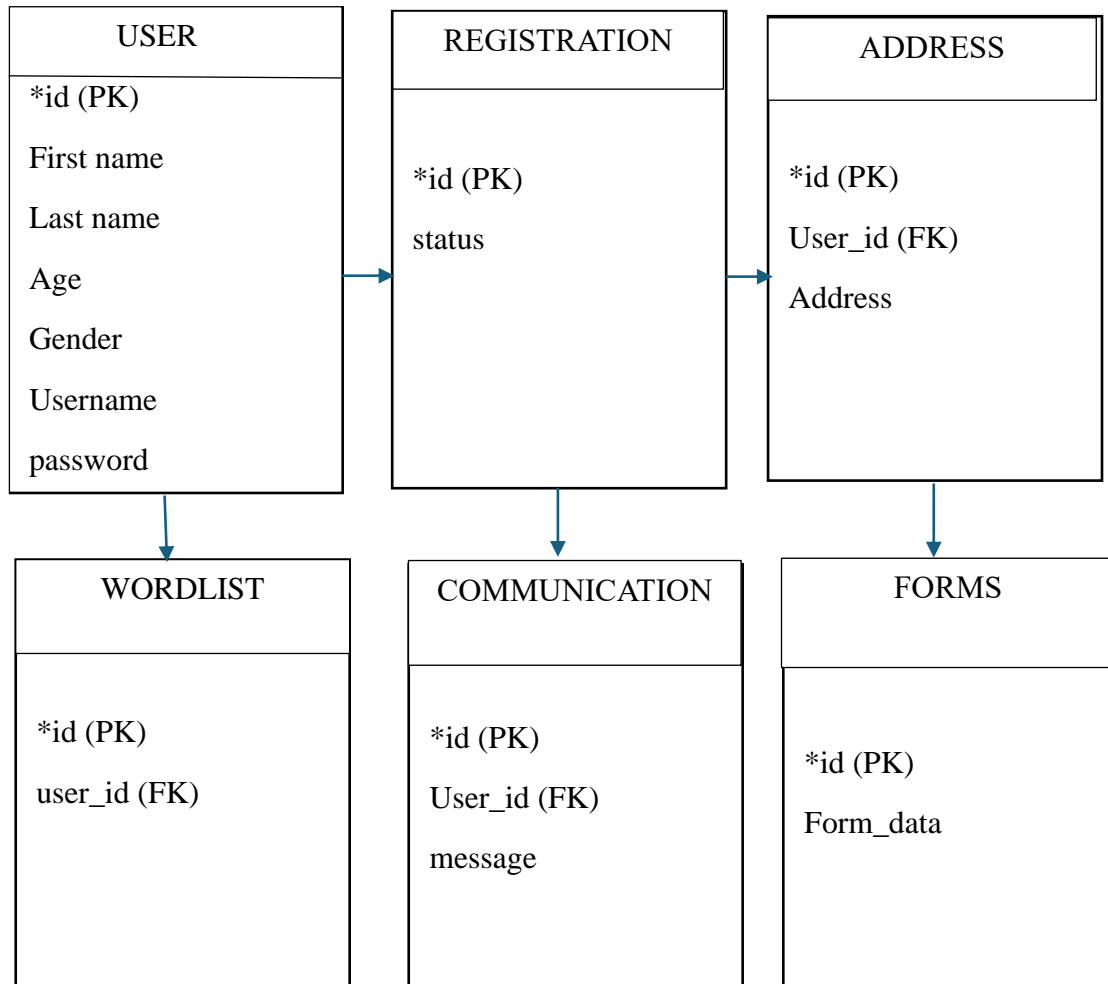 USER
*id (PK)
First name
Last name
Age
Gender
Username
password
REGISTRATION
*id (PK)
status
ADDRESS
*id (PK)
User_id (FK)
Address
WORDLIST
*id (PK)
user_id (FK)
COMMUNICATION
*id (PK)
User_id (FK)
message
FORMS
*id (PK)
Form_data